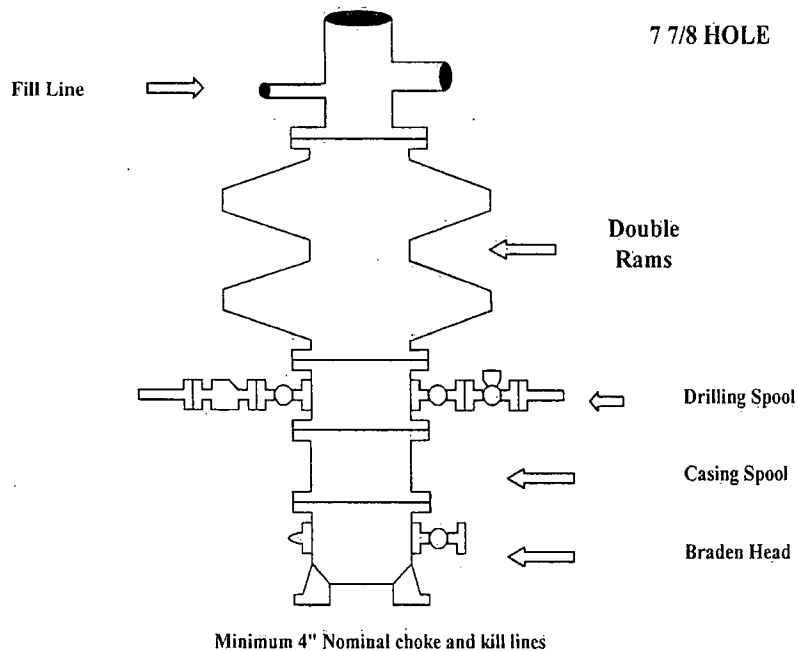 7 7/8 HOLE
Fill Line
Double
Rams
Drilling Spool
Casing Spool
Braden Head
Minimum 4" Nominal choke and kill lines